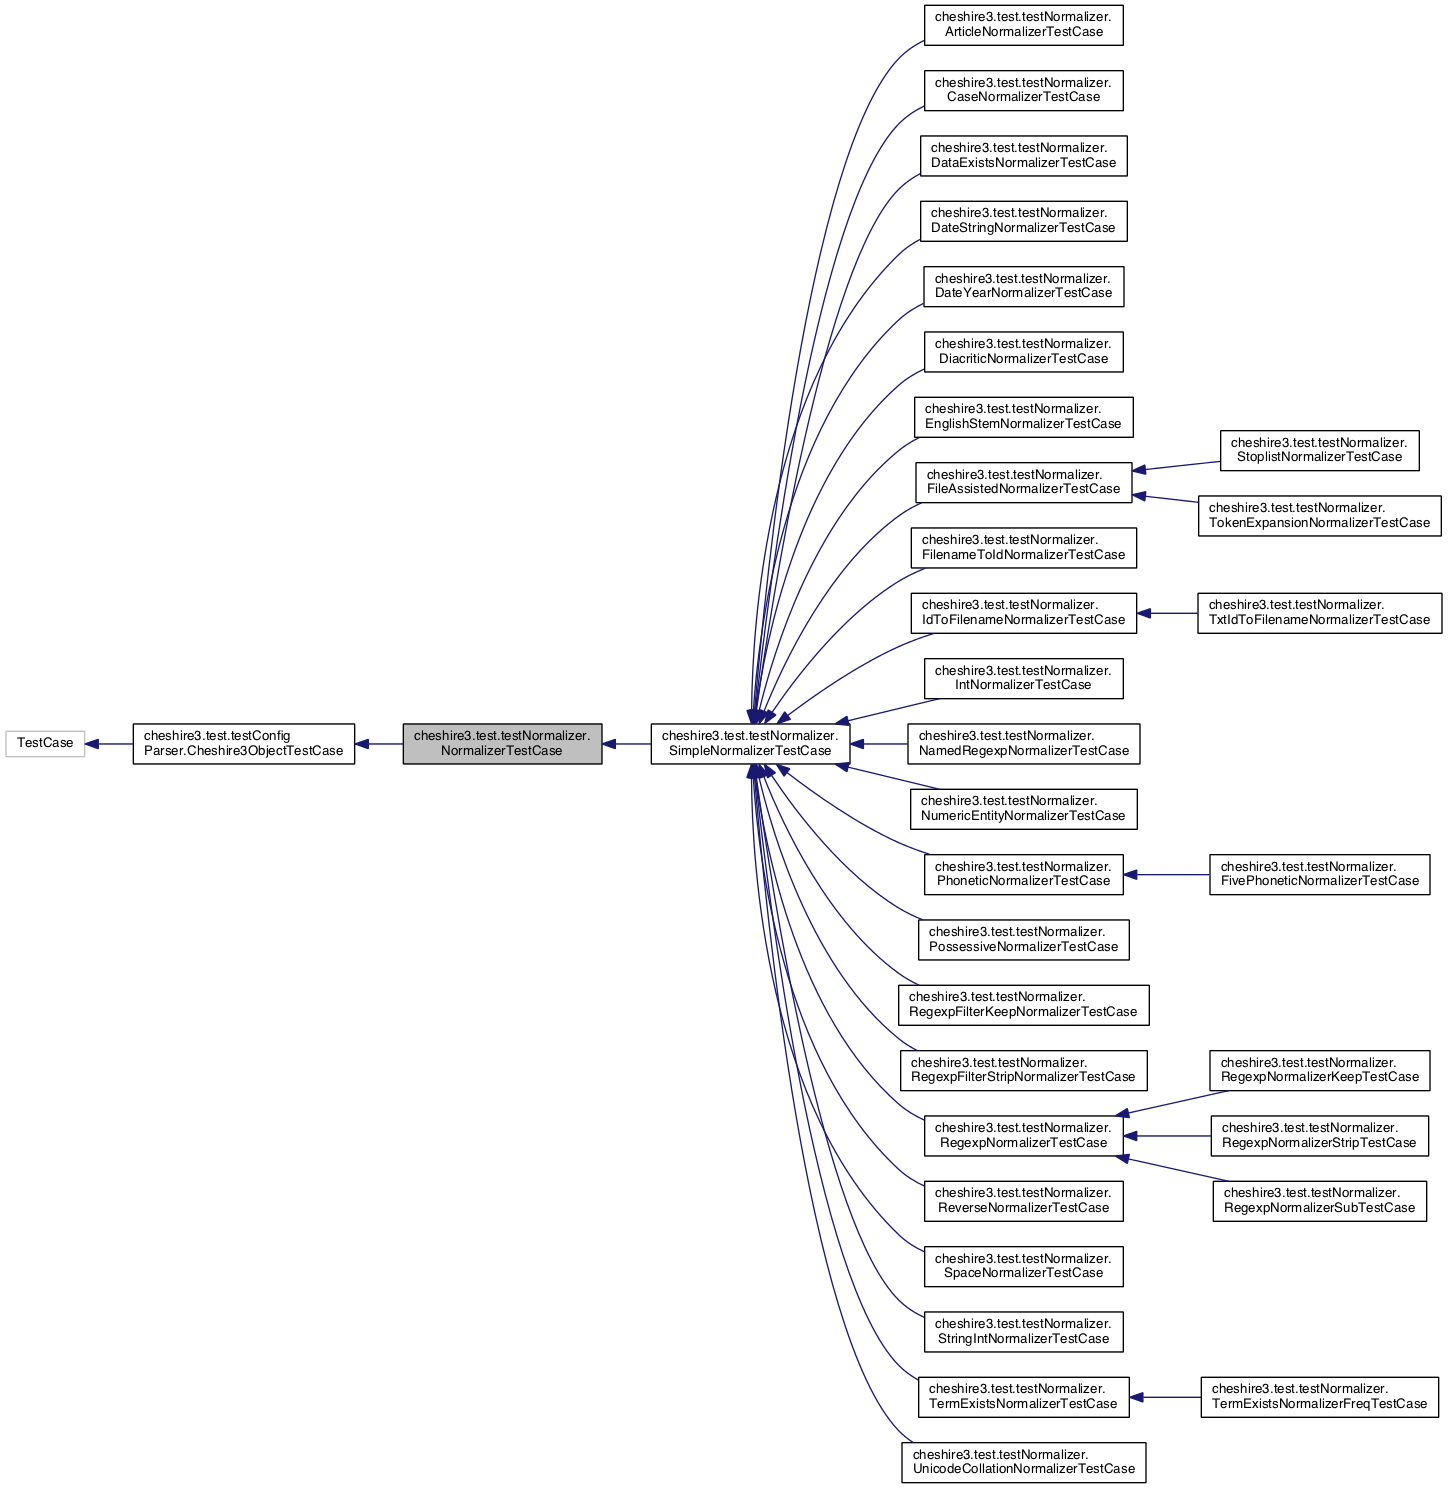 TestCase
cheshire3.test.testConfig
Parser.Cheshire3ObjectTestCase
cheshire3.test.testNormalizer.
NormalizerTestCase
cheshire3.test.testNormalizer.
SimpleNormalizerTestCase
cheshire3.test.testNormalizer.
ArticleNormalizerTestCase
cheshire3.test.testNormalizer.
CaseNormalizerTestCase
cheshire3.test.testNormalizer.
DataExistsNormalizerTestCase
cheshire3.test.testNormalizer.
DateStringNormalizerTestCase
cheshire3.test.testNormalizer.
DateYearNormalizerTestCase
cheshire3.test.testNormalizer.
DiacriticNormalizerTestCase
cheshire3.test.testNormalizer.
EnglishStemNormalizerTestCase
cheshire3.test.testNormalizer.
FileAssistedNormalizerTestCase
cheshire3.test.testNormalizer.
StoplistNormalizerTestCase
cheshire3.test.testNormalizer.
TokenExpansionNormalizerTestCase
cheshire3.test.testNormalizer.
FilenameToIdNormalizerTestCase
cheshire3.test.testNormalizer.
IdToFilenameNormalizerTestCase
cheshire3.test.testNormalizer.
TxtIdToFilenameNormalizerTestCase
cheshire3.test.testNormalizer.
IntNormalizerTestCase
cheshire3.test.testNormalizer.
NamedRegexpNormalizerTestCase
cheshire3.test.testNormalizer.
NumericEntityNormalizerTestCase
cheshire3.test.testNormalizer.
PhoneticNormalizerTestCase
cheshire3.test.testNormalizer.
FivePhoneticNormalizerTestCase
cheshire3.test.testNormalizer.
PossessiveNormalizerTestCase
cheshire3.test.testNormalizer.
RegexpFilterKeepNormalizerTestCase
cheshire3.test.testNormalizer.
RegexpFilterStripNormalizerTestCase
cheshire3.test.testNormalizer.
RegexpNormalizerTestCase
cheshire3.test.testNormalizer.
RegexpNormalizerKeepTestCase
cheshire3.test.testNormalizer.
RegexpNormalizerStripTestCase
cheshire3.test.testNormalizer.
RegexpNormalizerSubTestCase
cheshire3.test.testNormalizer.
ReverseNormalizerTestCase
cheshire3.test.testNormalizer.
SpaceNormalizerTestCase
cheshire3.test.testNormalizer.
StringIntNormalizerTestCase
cheshire3.test.testNormalizer.
TermExistsNormalizerTestCase
cheshire3.test.testNormalizer.
TermExistsNormalizerFreqTestCase
cheshire3.test.testNormalizer.
UnicodeCollationNormalizerTestCase